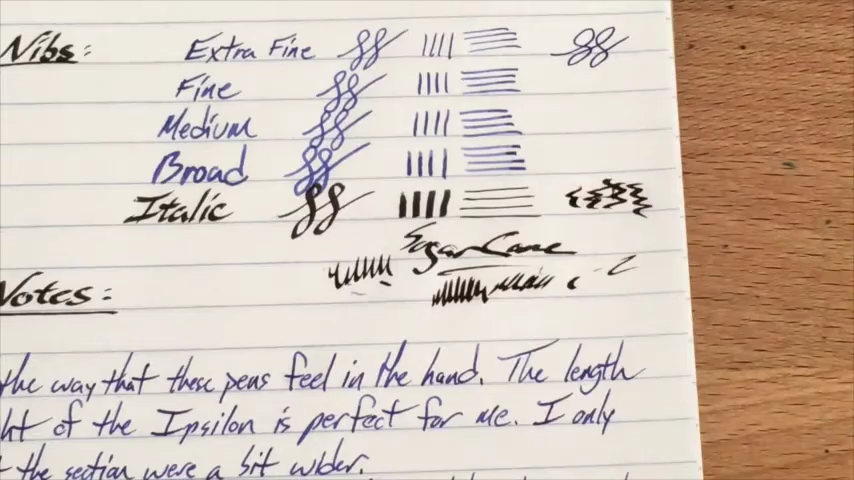 Nibs:
Extra Fine
Fine
Medium
Broad
Italic
Sugar Cane
Notes:
the way that these pens feel in the hand. The length
ht of the Ipsilon is perfect for me. I only
the section were a bit wider.